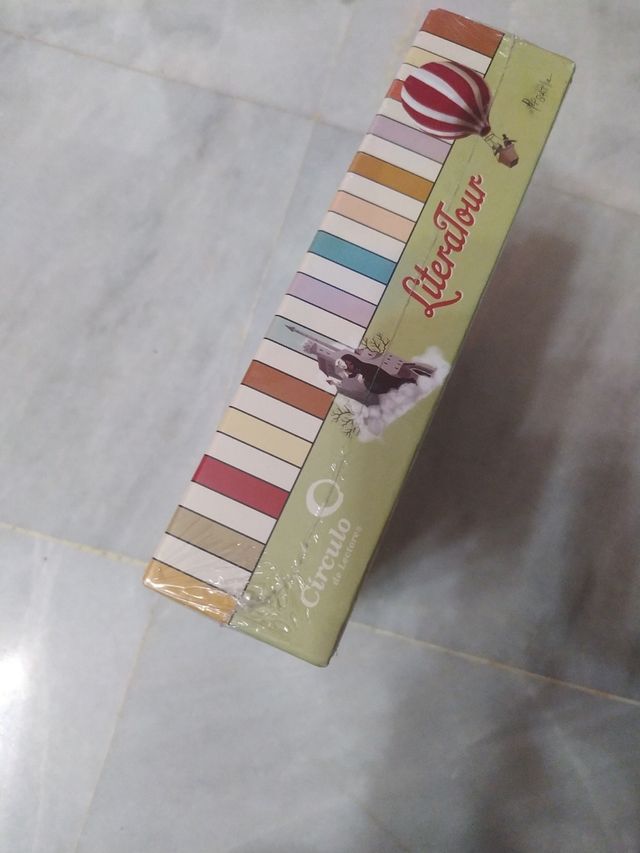 LiteraTour
Círculo
de Lectores